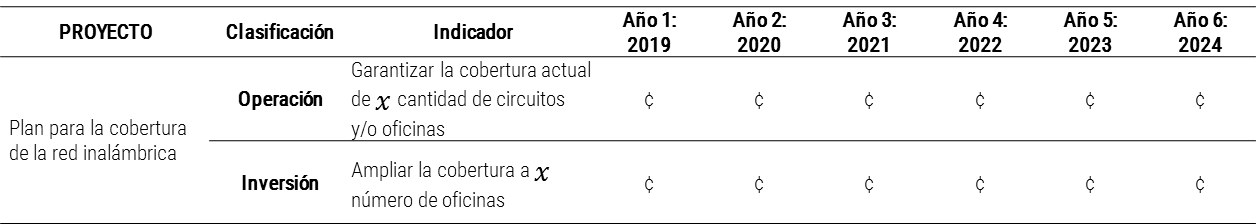 PROYECTO Clasificación Indicador Año 1: 2019 Año 2: 2020 Año 3: 2021 Año 4: 2022 Año 5: 2023 Año 6: 2024
Plan para la cobertura
de la red inalámbrica
Operación
Garantizar la cobertura actual
de x cantidad de circuitos
y/o oficinas
₵ ₵ ₵ ₵ ₵ ₵
Inversión
Ampliar la cobertura a x
número de oficinas
₵ ₵ ₵ ₵ ₵ ₵